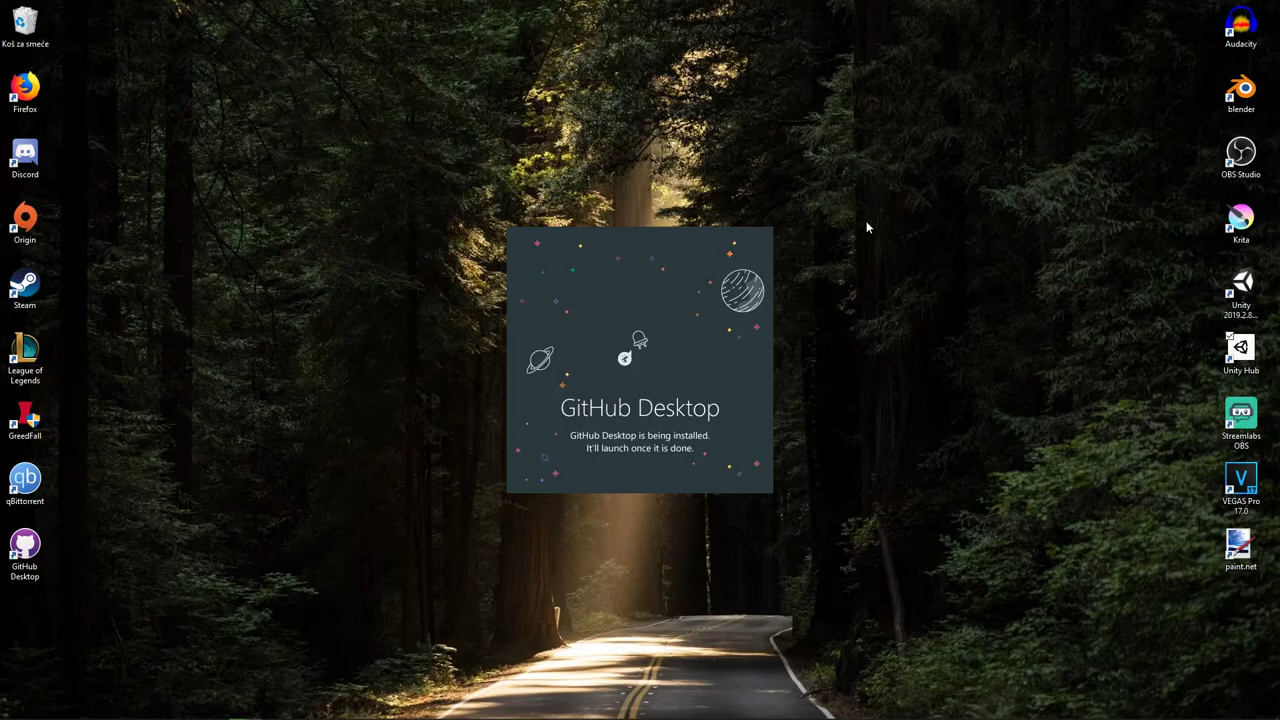 Koš za smeće
Firefox
Discord
Origin
Steam
League of
Legends
GreedFall
qBittorrent
GitHub
Desktop
GitHub Desktop
GitHub Desktop is being installed.
It'll launch once it is done.
Audacity
blender
OBS Studio
Krita
Unity
2019.2.8...
Unity Hub
Streamlabs
OBS
VEGAS Pro
17.0
paint.net